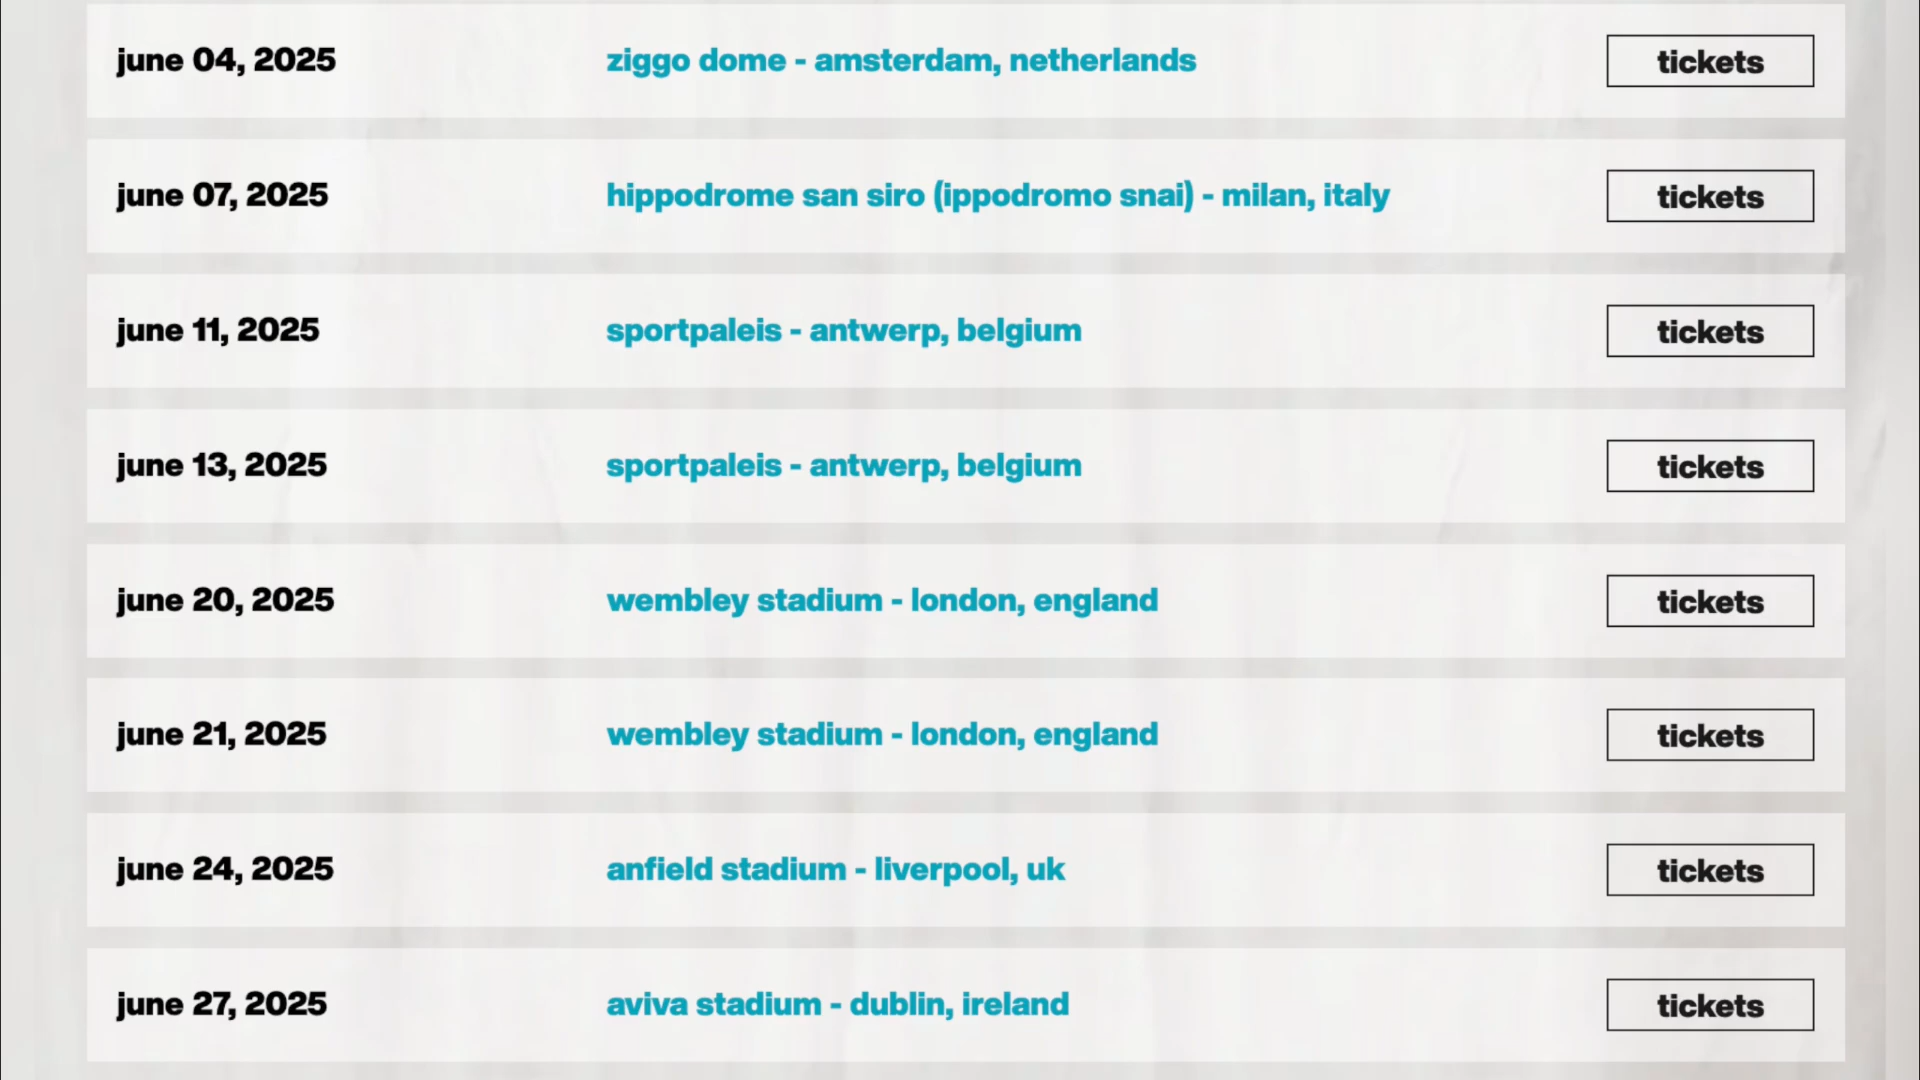 june 04, 2025 ziggo dome - amsterdam, netherlands tickets
june 07, 2025 hippodrome san siro (ippodromo snai) - milan, italy tickets
june 11, 2025 sportpaleis - antwerp, belgium tickets
june 13, 2025 sportpaleis - antwerp, belgium tickets
june 20, 2025 wembley stadium - london, england tickets
june 21, 2025 wembley stadium - london, england tickets
june 24, 2025 anfield stadium - liverpool, uk tickets
june 27, 2025 aviva stadium - dublin, ireland tickets